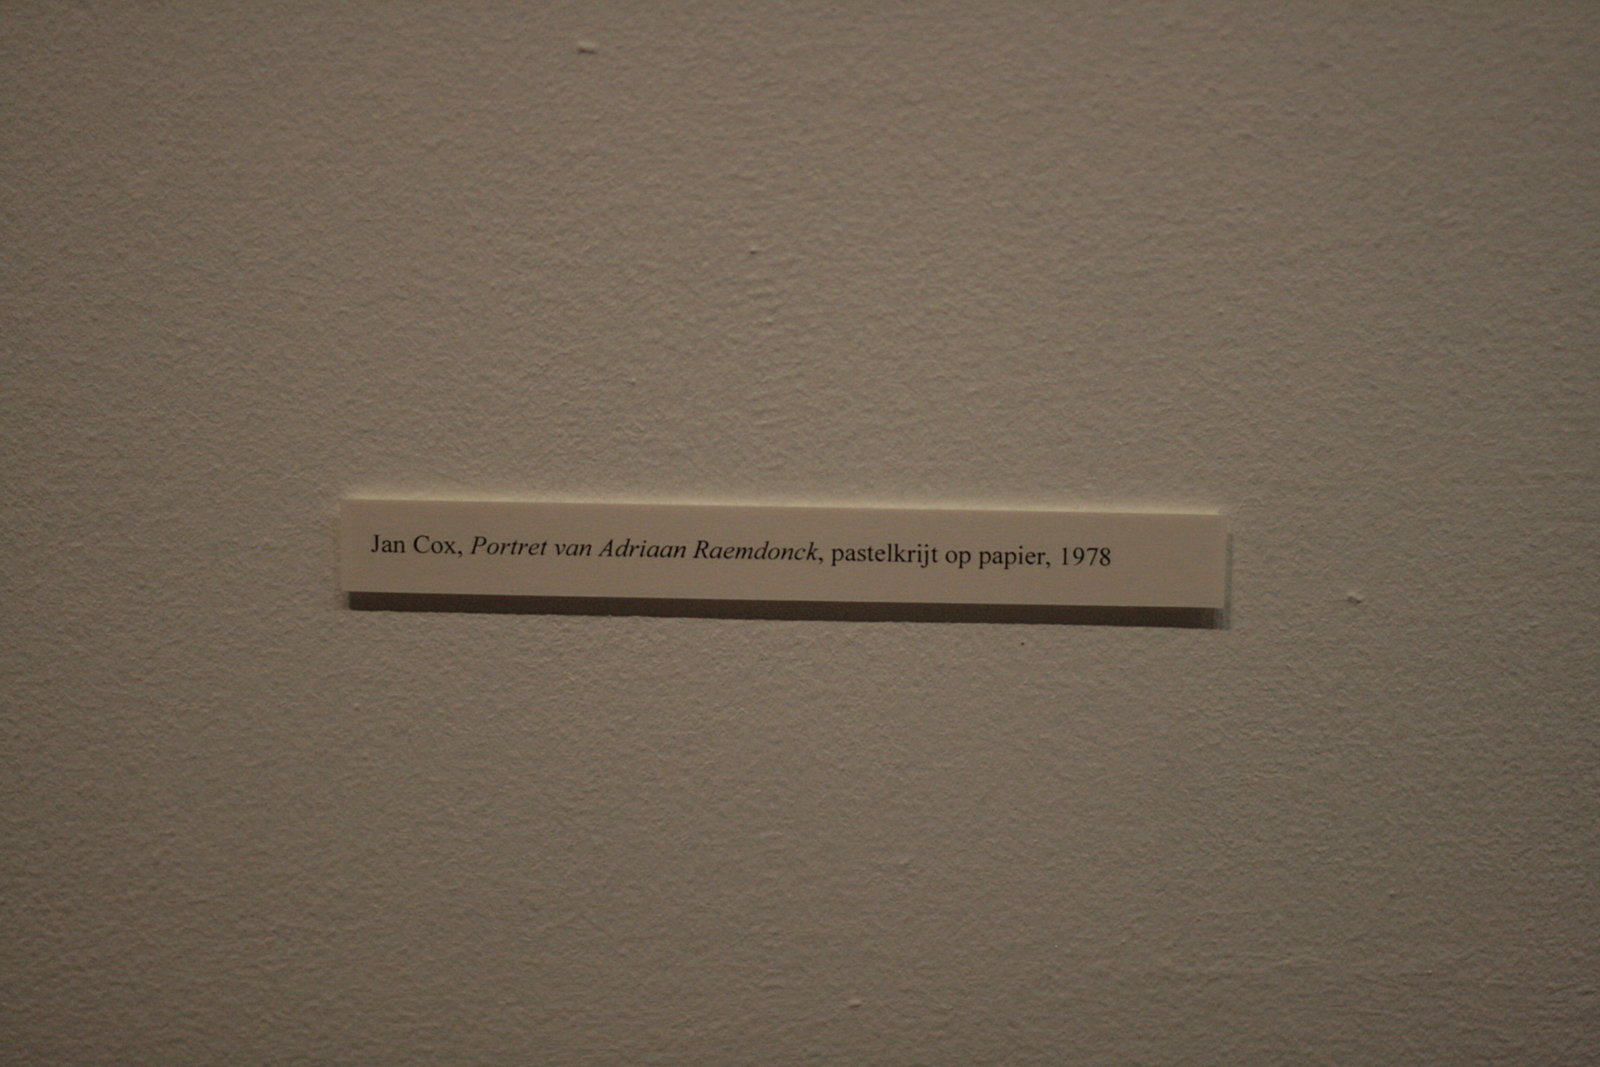 Jan Cox, Portret van Adriaan Raemdonck, pastelkrijt op papier, 1978